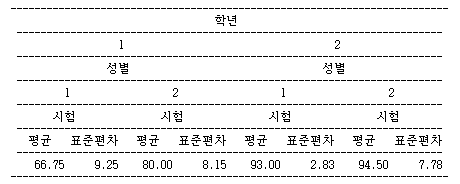 학년
1 2
성별 성별
1 2 1 2
시험 시험 시험 시험
평균 표준편차 평균 표준편차 평균 표준편차 평균 표준편차
66.75 9.25 80.00 8.15 93.00 2.83 94.50 7.78